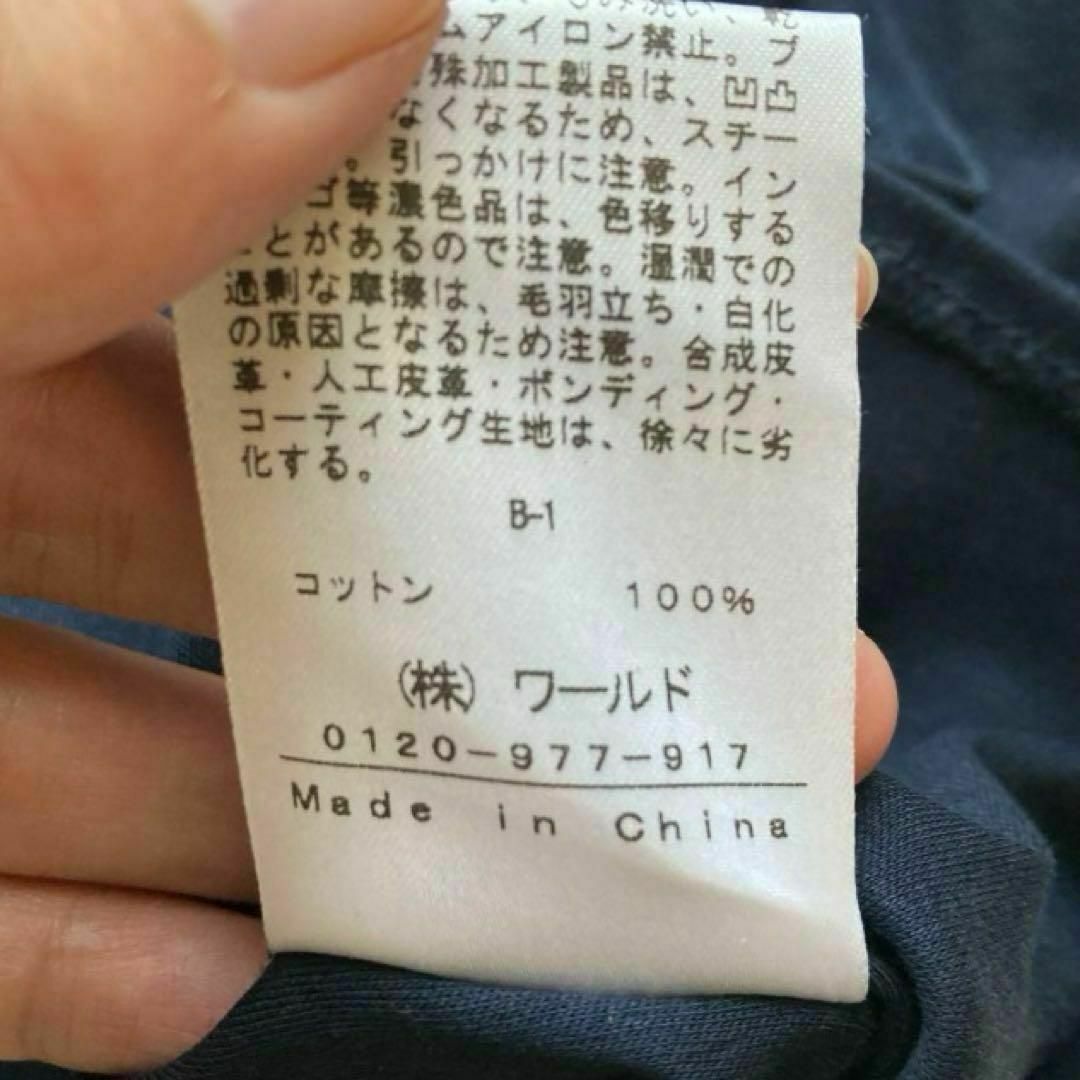 い、乾
ムアイロン禁止。プ
殊加工製品は、凹凸
なくなるため、スチー
。引っかけに注意。イン
ゴ等濃色品は、色移りする
ことがあるので注意。湿潤での
過剰な摩擦は、毛羽立ち・白化
の原因となるため注意。合成皮
革・人工皮革・ボンディング・
コーティング生地は、徐々に劣
化する。
B-1
コットン 100%
(株) ワールド
0120-977-917
Made in China